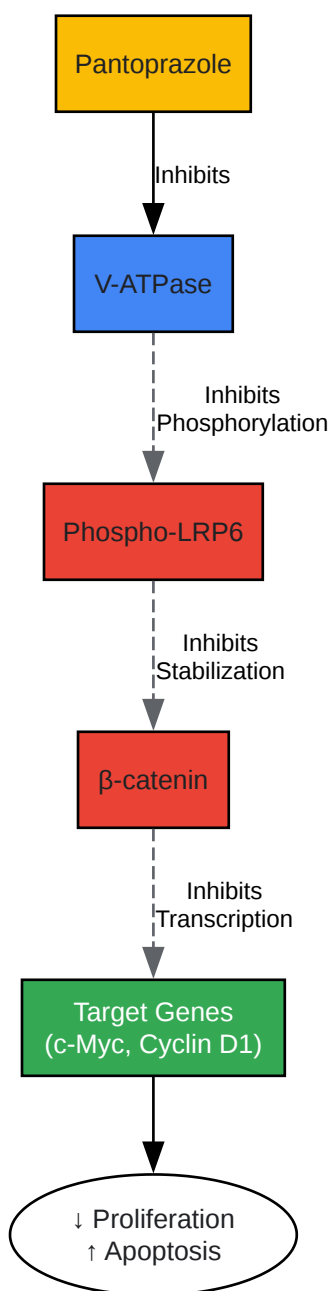 Pantoprazole
Inhibits
V-ATPase
Inhibits
Phosphorylation
Phospho-LRP6
Inhibits
Stabilization
β-catenin
Inhibits
Transcription
Target Genes
(c-Myc, Cyclin D1)
↓ Proliferation
↑ Apoptosis